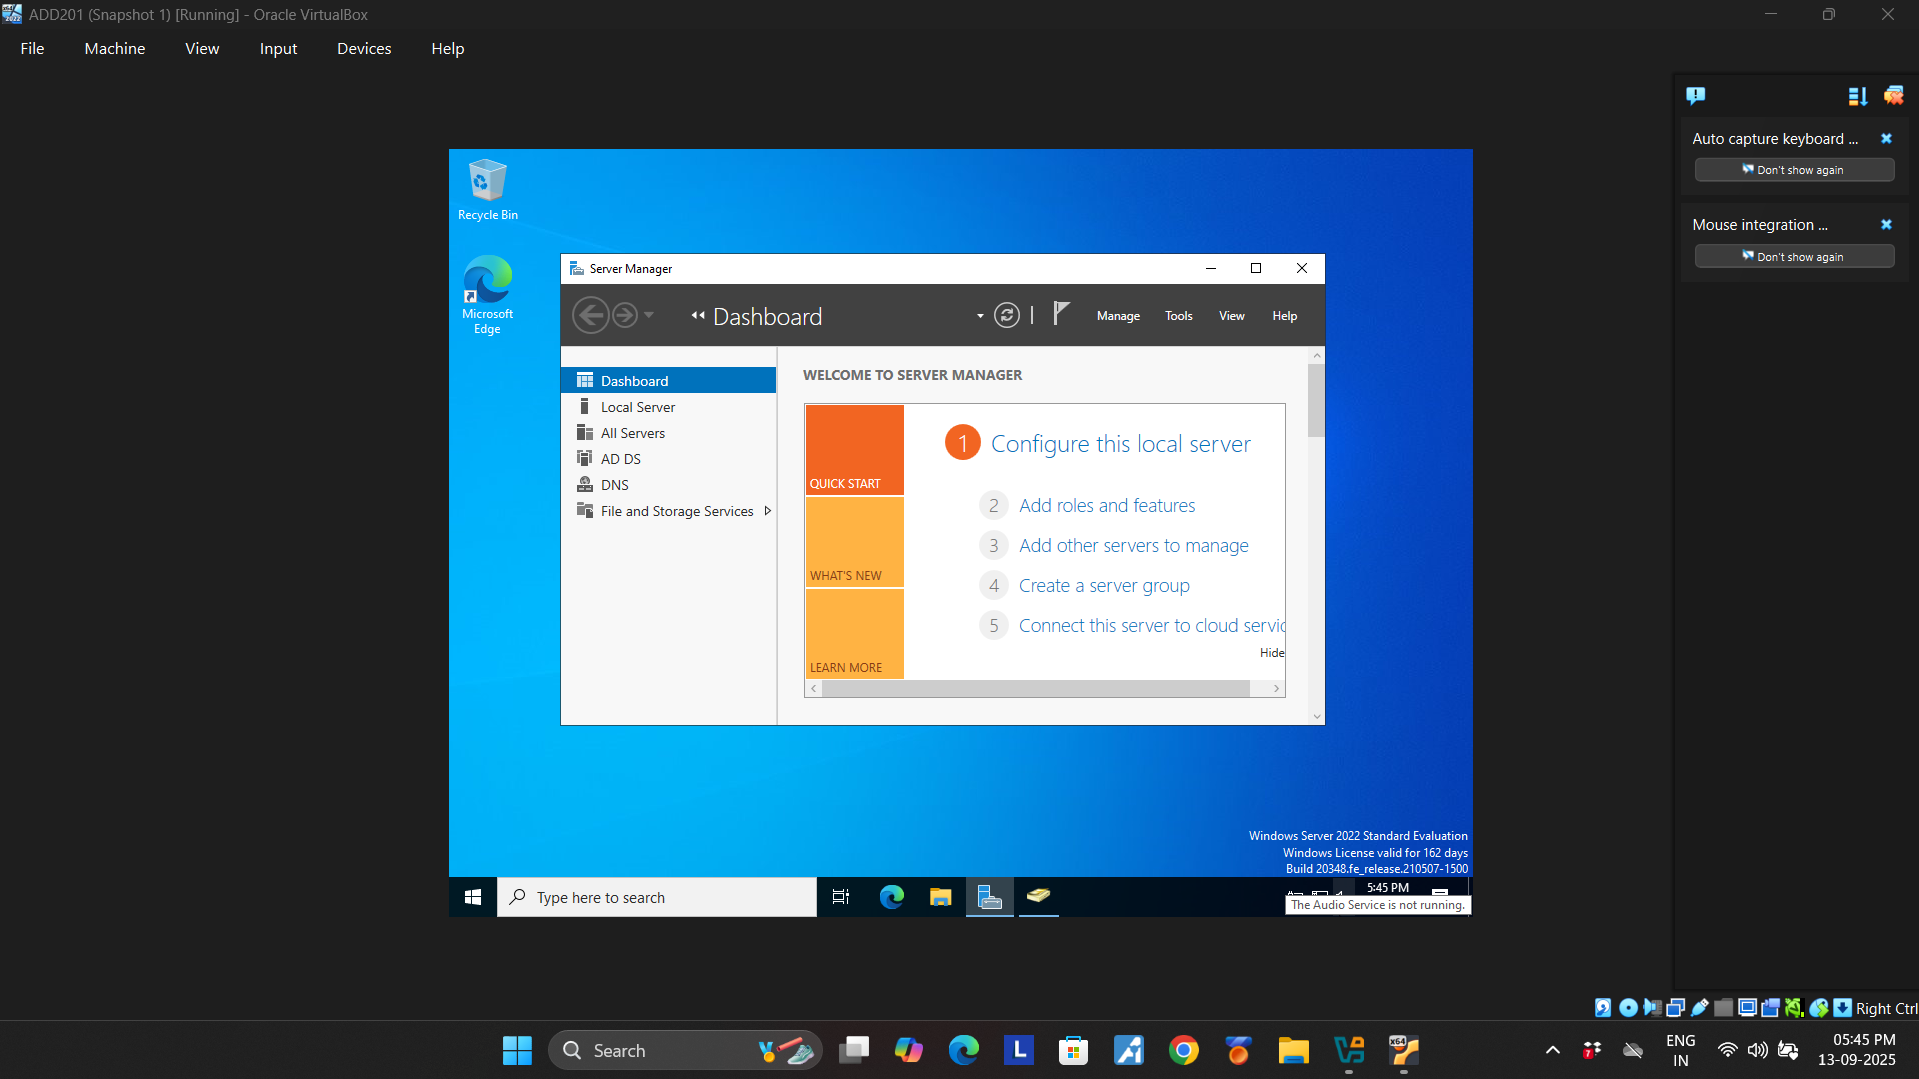 ADD201 (Snapshot 1) [Running] - Oracle VirtualBox
File Machine View Input Devices Help
Auto capture keyboard ...
Don't show again
Mouse integration ...
Don't show again
Recycle Bin
Microsoft
Edge
Server Manager
Dashboard
Manage Tools View Help
Dashboard
Local Server
All Servers
AD DS
DNS
File and Storage Services
WELCOME TO SERVER MANAGER
QUICK START
WHAT'S NEW
LEARN MORE
1 Configure this local server
2 Add roles and features
3 Add other servers to manage
4 Create a server group
5 Connect this server to cloud servic
Hide
Windows Server 2022 Standard Evaluation
Windows License valid for 162 days
Build 20348.fe_release.210507-1500
Type here to search
5:45 PM
The Audio Service is not running.
Right Ctrl
Search
L
x64
7
ENG
IN
05:45 PM
13-09-2025